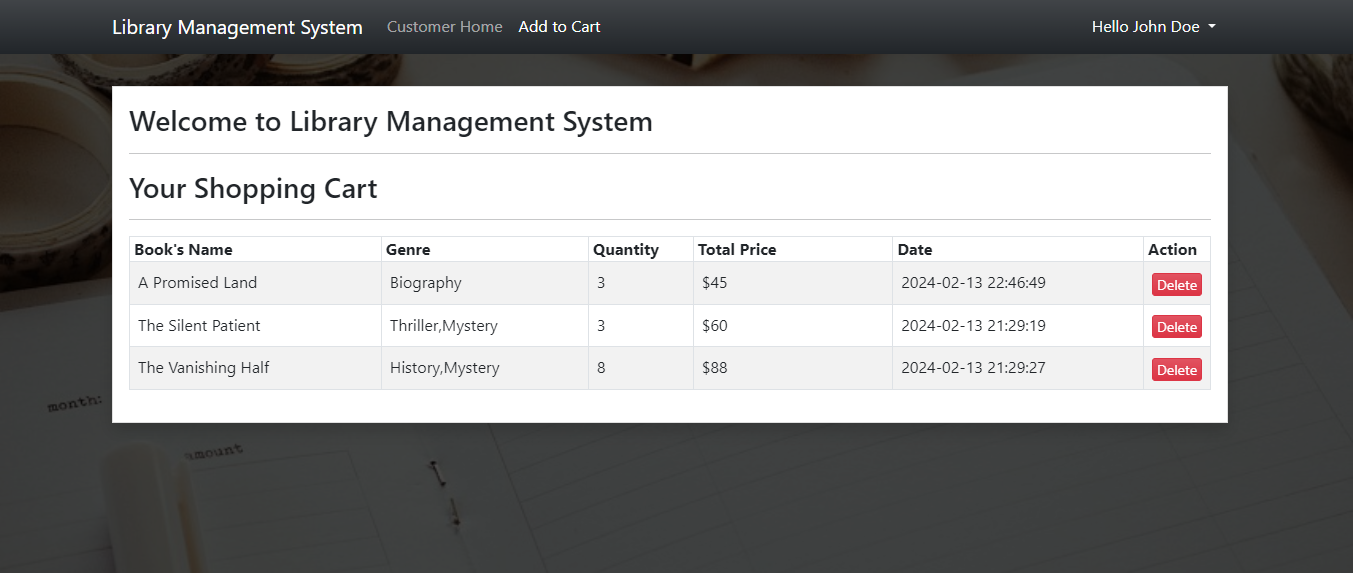 Library Management System Customer Home Add to Cart Hello John Doe
Welcome to Library Management System
Your Shopping Cart
Book's Name Genre Quantity Total Price Date Action
A Promised Land Biography 3 $45 2024-02-13 22:46:49 Delete
The Silent Patient Thriller,Mystery 3 $60 2024-02-13 21:29:19 Delete
The Vanishing Half History,Mystery 8 $88 2024-02-13 21:29:27 Delete
month:
amount